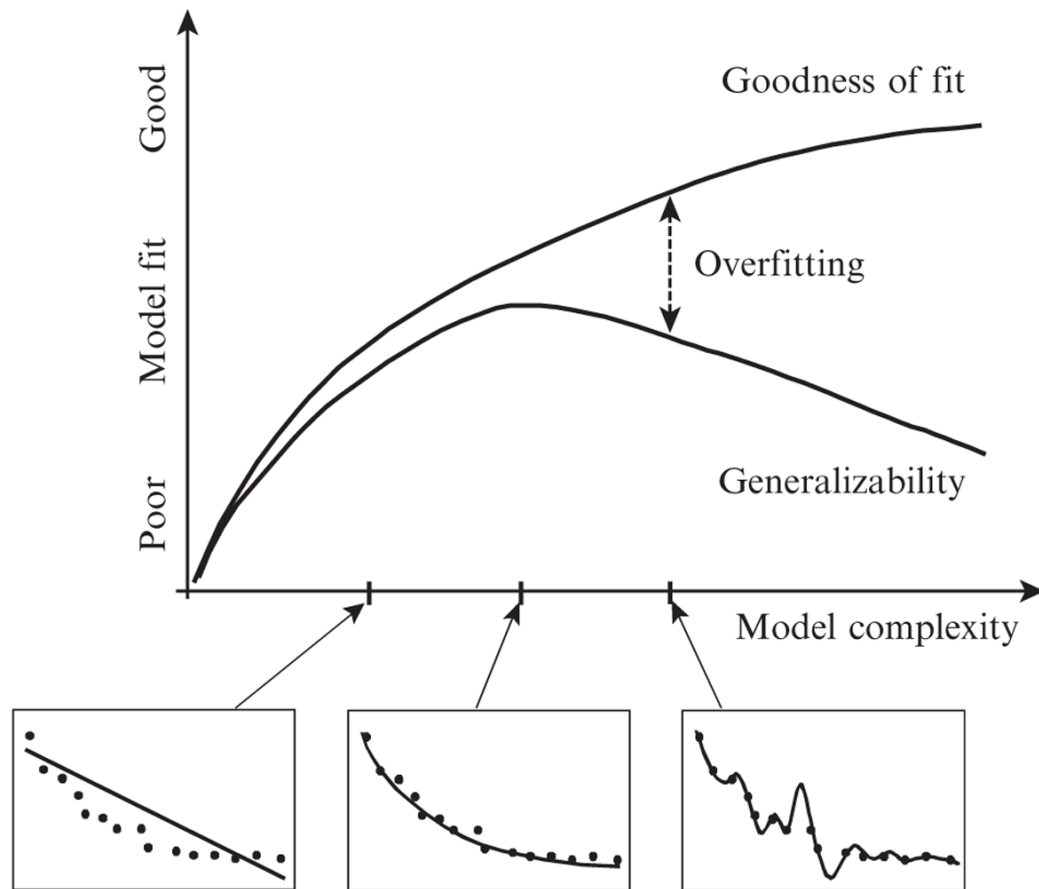 Good
Model fit
Poor
Goodness of fit
Overfitting
Generalizability
Model complexity